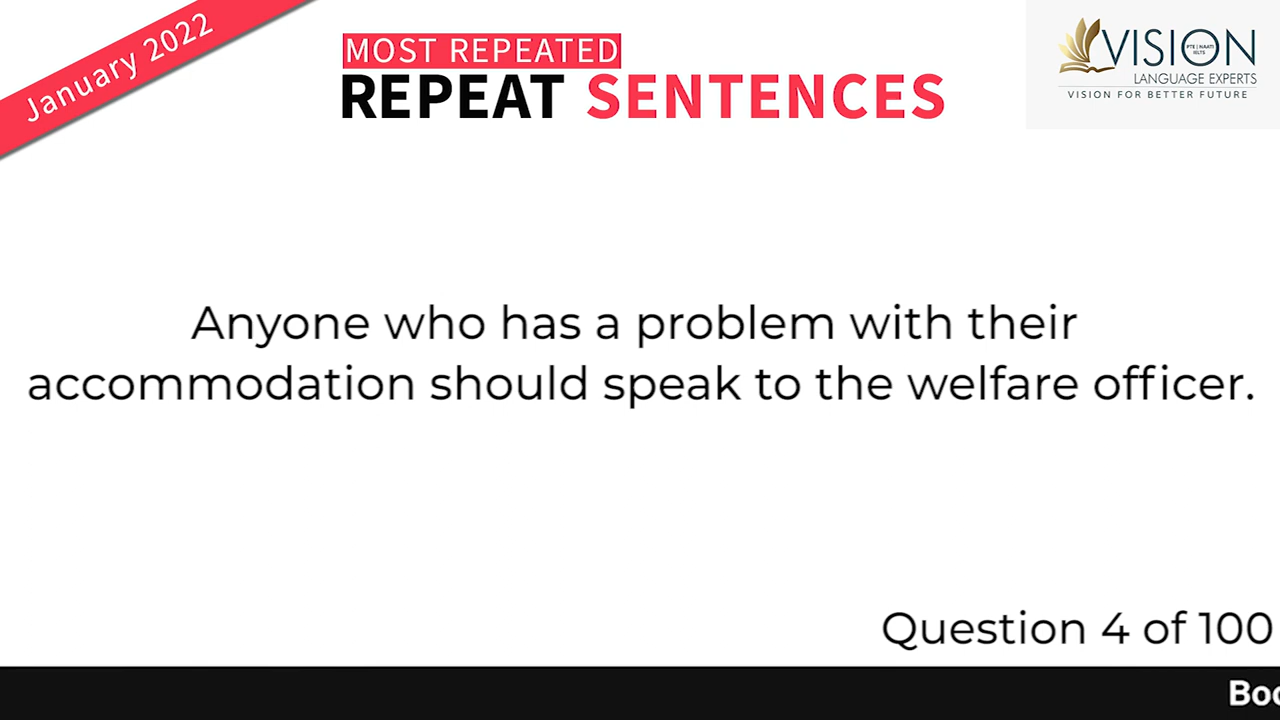 January 2022
MOST REPEATED
REPEAT SENTENCES
VISION
PTE | NAATI
IELTS
LANGUAGE EXPERTS
VISION FOR BETTER FUTURE
Anyone who has a problem with their
accommodation should speak to the welfare officer.
Question 4 of 100